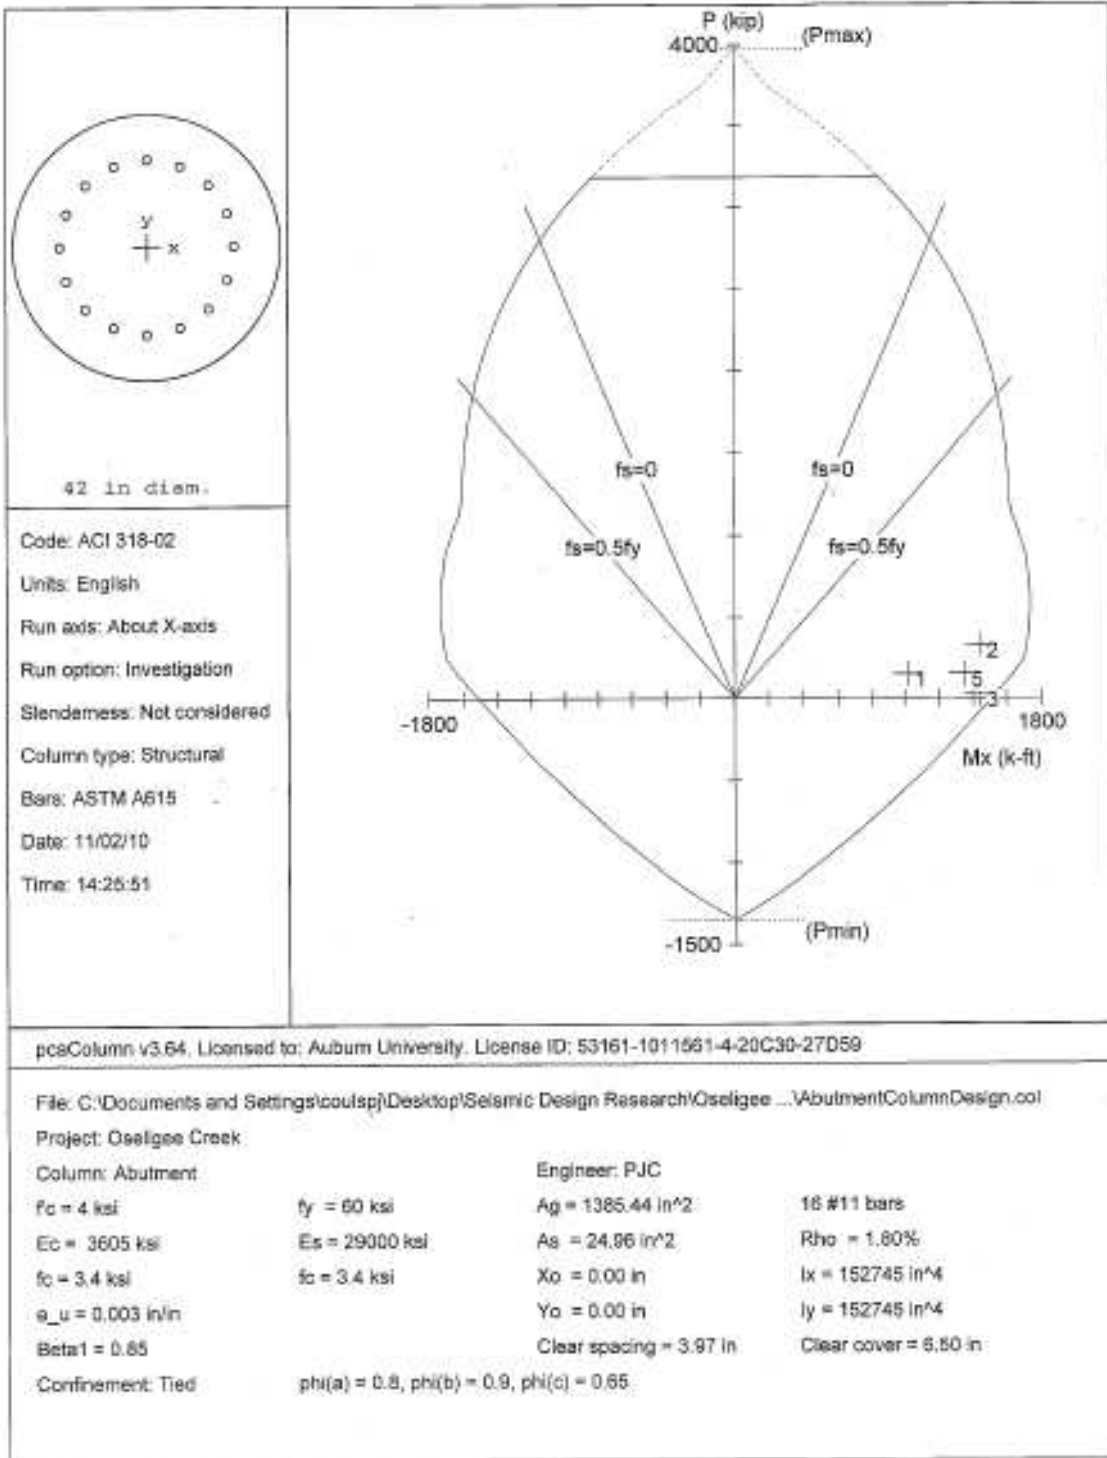 P (kip)
4000
(Pmax)
y
x
42 in diam.
fs=0
fs=0
fs=0.5fy
fs=0.5fy
Code: ACI 318-02
Units: English
Run axis: About X-axis
Run option: Investigation
Slenderness: Not considered
Column type: Structural
Bars: ASTM A615
Date: 11/02/10
Time: 14:25:51
2
1
5
3
-1800
1800
Mx (k-ft)
-1500
(Pmin)
pcaColumn v3.64. Licensed to: Auburn University. License ID: 53161-1011561-4-20C30-27D59
File: C:\Documents and Settings\coulspj\Desktop\Seismic Design Research\Oseligee ...\AbutmentColumnDesign.col
Project: Oseligee Creek
Column: Abutment Engineer: PJC
f'c = 4 ksi fy = 60 ksi Ag = 1385.44 in^2 16 #11 bars
Ec = 3605 ksi Es = 29000 ksi As = 24.96 in^2 Rho = 1.80%
fc = 3.4 ksi fc = 3.4 ksi Xo = 0.00 in Ix = 152745 in^4
e_u = 0.003 in/in Yo = 0.00 in Iy = 152745 in^4
Beta1 = 0.85 Clear spacing = 3.97 in Clear cover = 6.50 in
Confinement: Tied phi(a) = 0.8, phi(b) = 0.9, phi(c) = 0.65